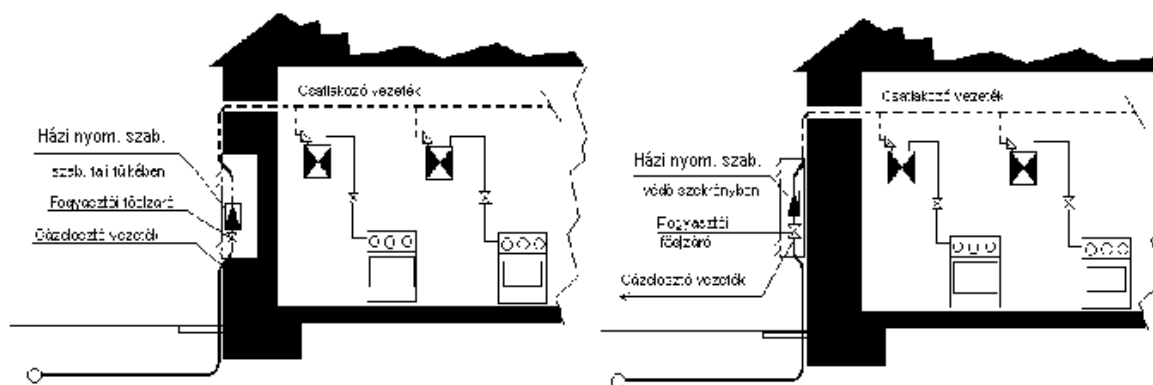 Csatlakozó vezeték
Házi nyom. szab.
szab. fali fülkében
Fogyasztói főelzáró
Gázelosztó vezeték
Csatlakozó vezeték
Házi nyom. szab.
védő szekrényben
Fogyasztói
főelzáró
Gázelosztó vezeték